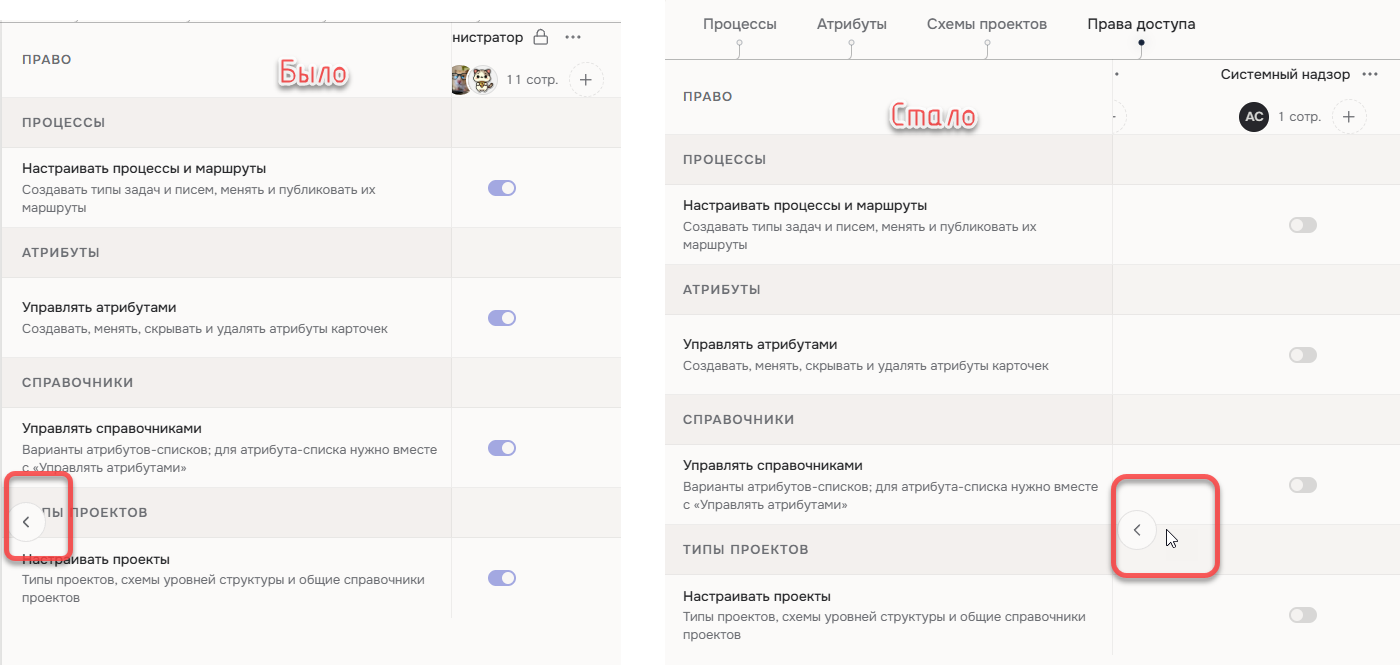 нистратор
ПРАВО
Было
11 сотр.
ПРОЦЕССЫ
Настраивать процессы и маршруты
Создавать типы задач и писем, менять и публиковать их
маршруты
АТРИБУТЫ
Управлять атрибутами
Создавать, менять, скрывать и удалять атрибуты карточек
СПРАВОЧНИКИ
Управлять справочниками
Варианты атрибутов-списков; для атрибута-списка нужно вместе
с «Управлять атрибутами»
ПЫ ПРОЕКТОВ
Настраивать проекты
Типы проектов, схемы уровней структуры и общие справочники
проектов
Процессы Атрибуты Схемы проектов Права доступа
Системный надзор
ПРАВО
Стало
АС 1 сотр.
ПРОЦЕССЫ
Настраивать процессы и маршруты
Создавать типы задач и писем, менять и публиковать их
маршруты
АТРИБУТЫ
Управлять атрибутами
Создавать, менять, скрывать и удалять атрибуты карточек
СПРАВОЧНИКИ
Управлять справочниками
Варианты атрибутов-списков; для атрибута-списка нужно вместе
с «Управлять атрибутами»
ТИПЫ ПРОЕКТОВ
Настраивать проекты
Типы проектов, схемы уровней структуры и общие справочники
проектов